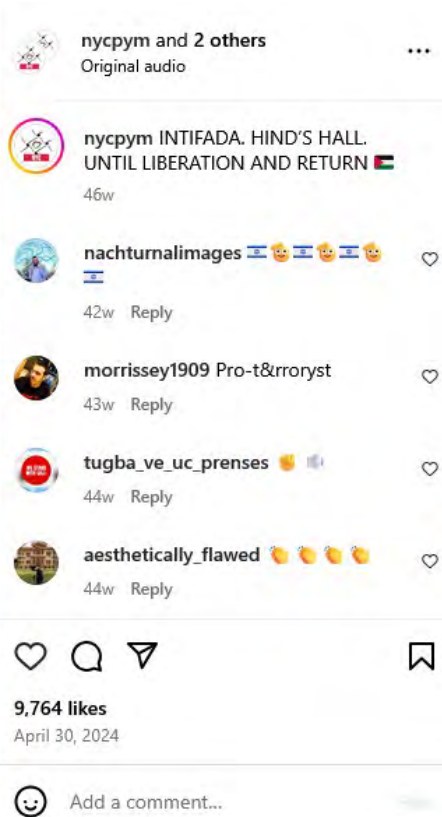 nycpym and 2 others
Original audio
nycpym INTIFADA. HIND'S HALL.
UNTIL LIBERATION AND RETURN 🇵🇸
46w
nachturnalimages 🇮🇱🫡🇮🇱🫡🇮🇱🫡
🇮🇱
42w Reply
morrissey1909 Pro-t&rroryst
43w Reply
tugba_ve_uc_prenses ✊ 🔊
44w Reply
aesthetically_flawed 👏 👏 👏 👏
44w Reply
9,764 likes
April 30, 2024
Add a comment...